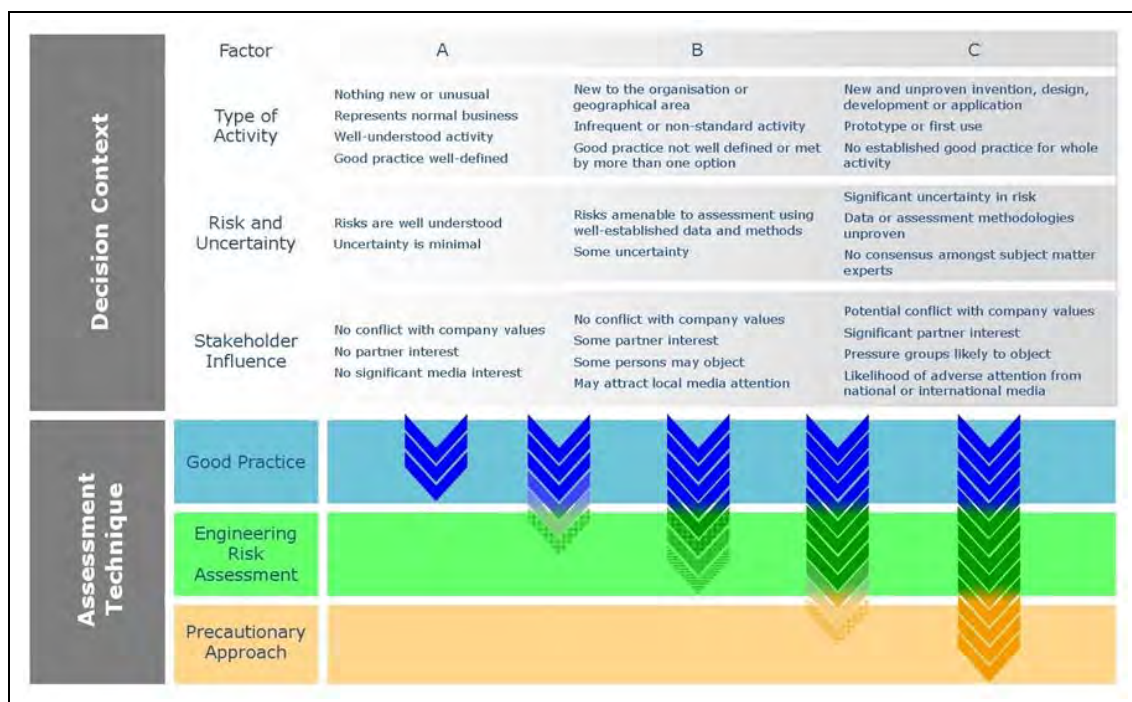 Decision Context
Factor
A
B
C
Type of
Activity
Nothing new or unusual
Represents normal business
Well-understood activity
Good practice well-defined
New to the organisation or
geographical area
Infrequent or non-standard activity
Good practice not well defined or met
by more than one option
New and unproven invention, design,
development or application
Prototype or first use
No established good practice for whole
activity
Risk and
Uncertainty
Risks are well understood
Uncertainty is minimal
Risks amenable to assessment using
well-established data and methods
Some uncertainty
Significant uncertainty in risk
Data or assessment methodologies
unproven
No consensus amongst subject matter
experts
Stakeholder
Influence
No conflict with company values
No partner interest
No significant media interest
No conflict with company values
Some partner interest
Some persons may object
May attract local media attention
Potential conflict with company values
Significant partner interest
Pressure groups likely to object
Likelihood of adverse attention from
national or international media
Assessment
Technique
Good Practice
Engineering
Risk
Assessment
Precautionary
Approach